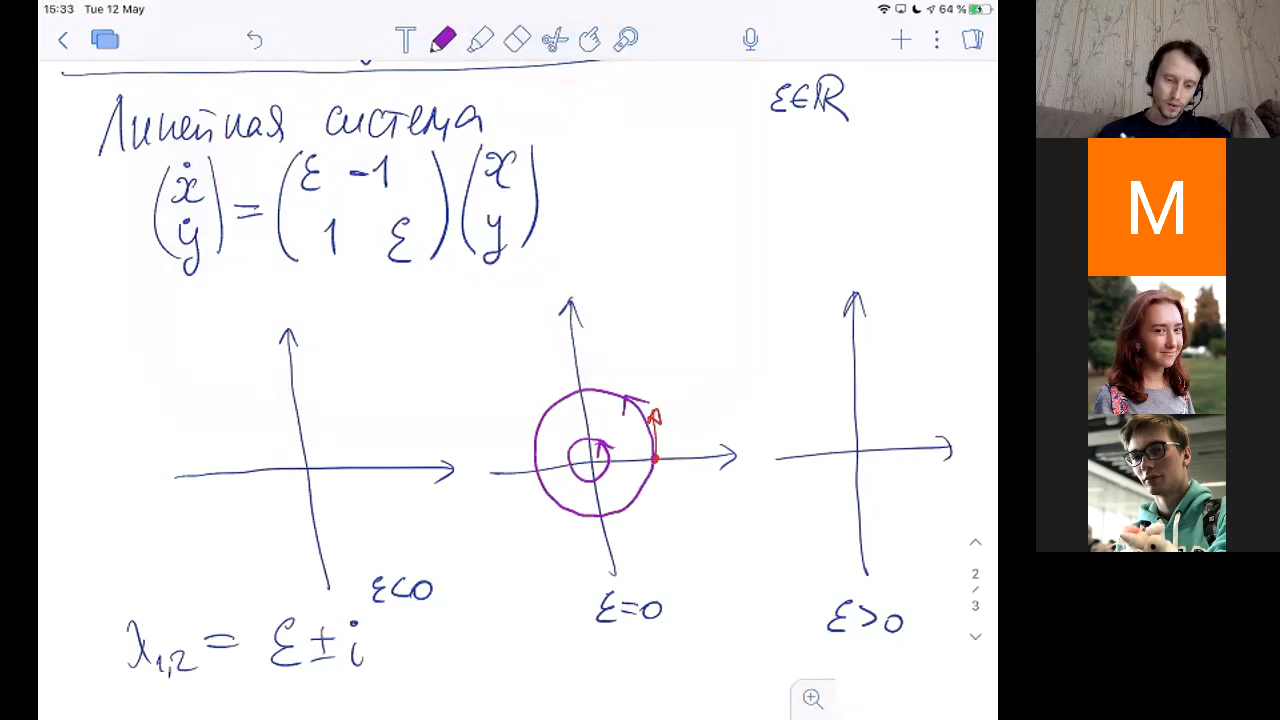 15:33 Tue 12 May
64 %
T
ε∈ℝ
Линейная система
(ẋ ẏ) = (ε -1 1 ε)(x y)
ε<0
ε=0
ε>0
λ1,2 = ε ± i
2
/
3
M